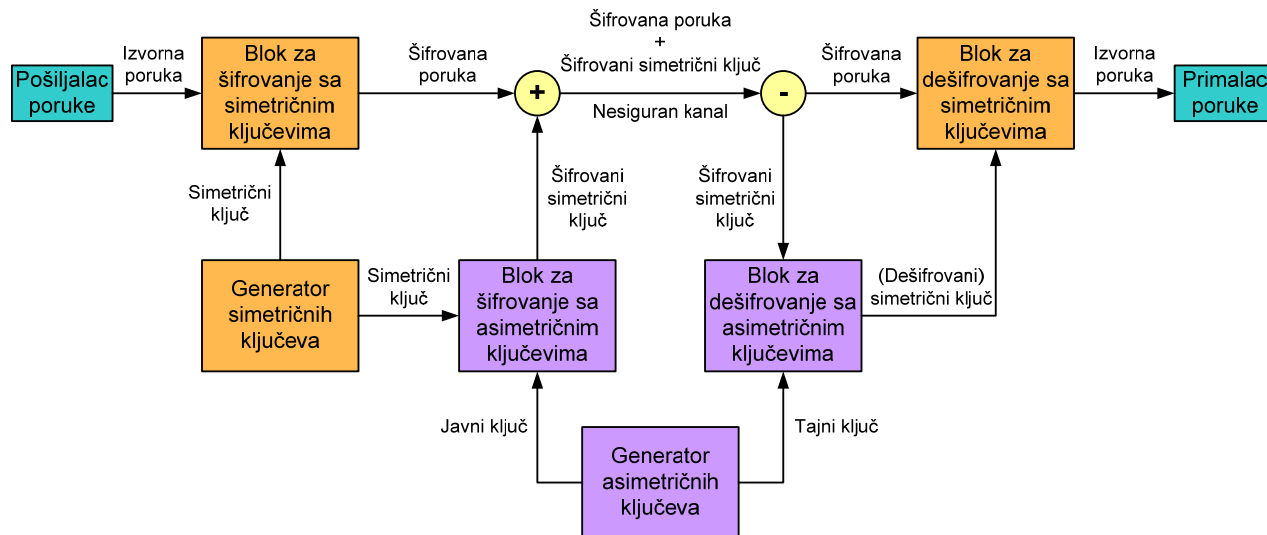 Šifrovana poruka
+
Šifrovani simetrični ključ
Nesiguran kanal
Pošiljalac
poruke
Izvorna
poruka
Blok za
šifrovanje sa
simetričnim
ključevima
Šifrovana
poruka
+
-
Šifrovana
poruka
Blok za
dešifrovanje sa
simetričnim
ključevima
Izvorna
poruka
Primalac
poruke
Simetrični
ključ
Šifrovani
simetrični
ključ
Šifrovani
simetrični
ključ
Generator
simetričnih
ključeva
Simetrični
ključ
Blok za
šifrovanje sa
asimetričnim
ključevima
Blok za
dešifrovanje sa
asimetričnim
ključevima
(Dešifrovani)
simetrični ključ
Javni ključ
Tajni ključ
Generator
asimetričnih
ključeva